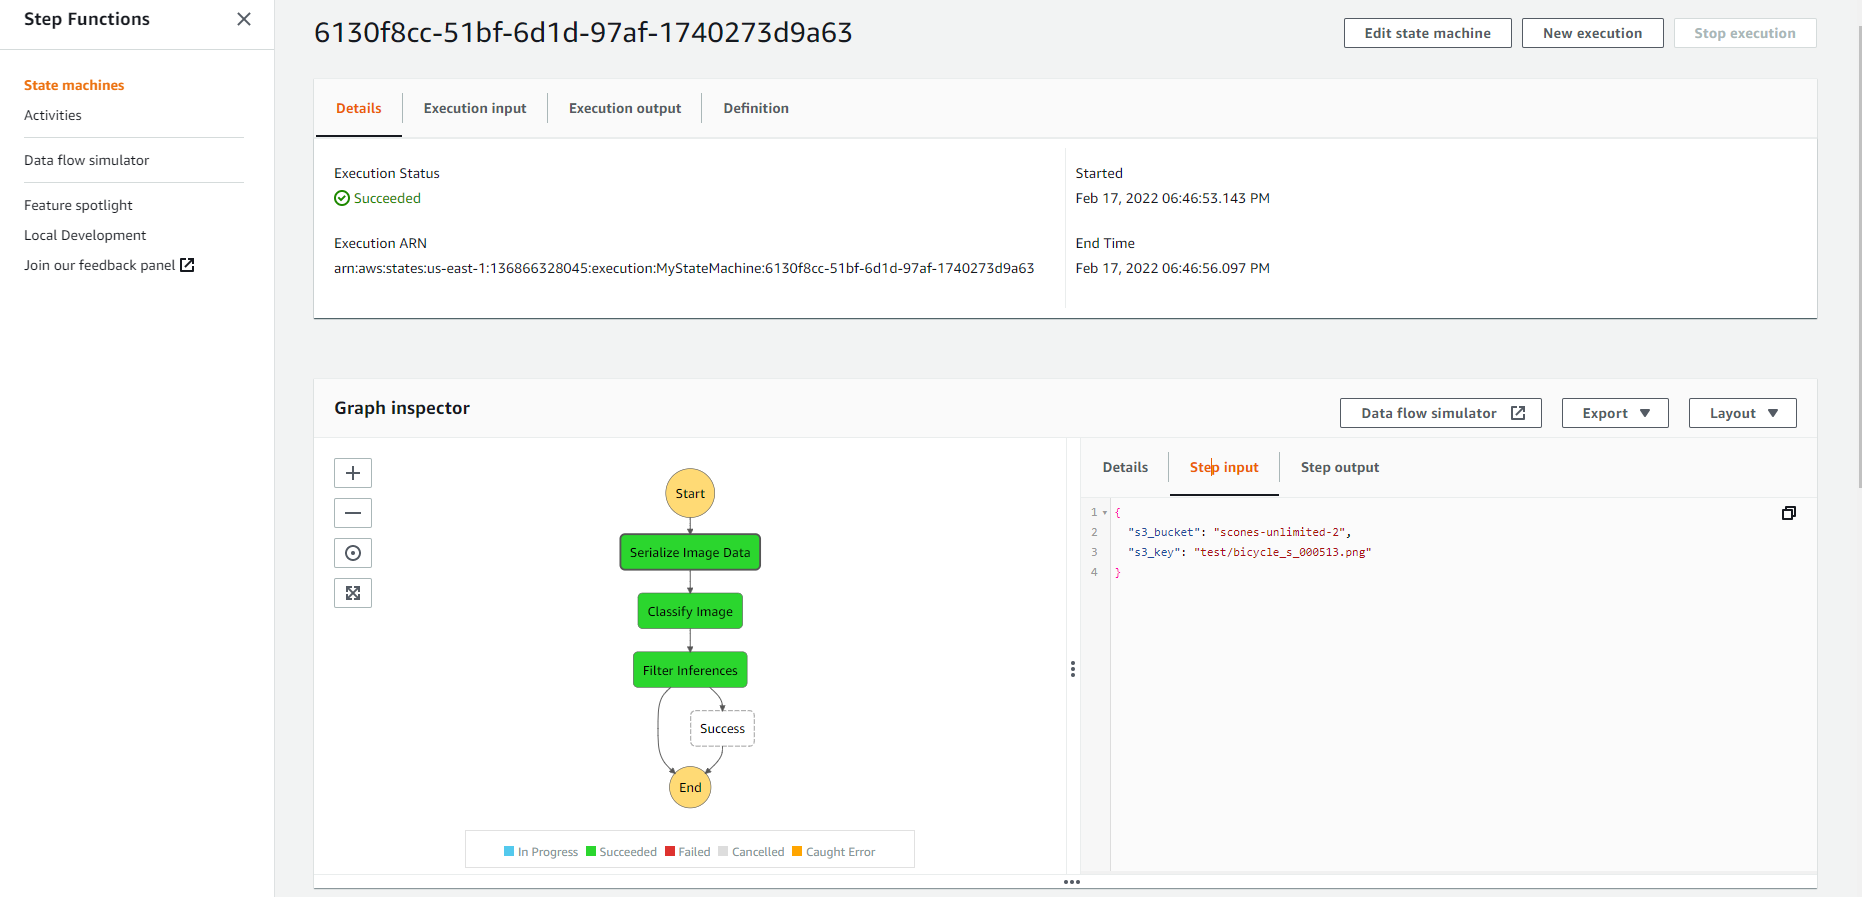 Step Functions
State machines
Activities
Data flow simulator
Feature spotlight
Local Development
Join our feedback panel
6130f8cc-51bf-6d1d-97af-1740273d9a63
Edit state machine
New execution
Stop execution
Details
Execution input
Execution output
Definition
Execution Status
Succeeded
Execution ARN
arn:aws:states:us-east-1:136866328045:execution:MyStateMachine:6130f8cc-51bf-6d1d-97af-1740273d9a63
Started
Feb 17, 2022 06:46:53.143 PM
End Time
Feb 17, 2022 06:46:56.097 PM
Graph inspector
Data flow simulator
Export
Layout
Start
Serialize Image Data
Classify Image
Filter Inferences
Success
End
In Progress Succeeded Failed Cancelled Caught Error
Details
Step input
Step output
1 {
2 "s3_bucket": "scones-unlimited-2",
3 "s3_key": "test/bicycle_s_000513.png"
4 }